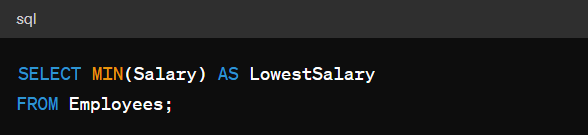 sql
SELECT MIN(Salary) AS LowestSalary
FROM Employees;